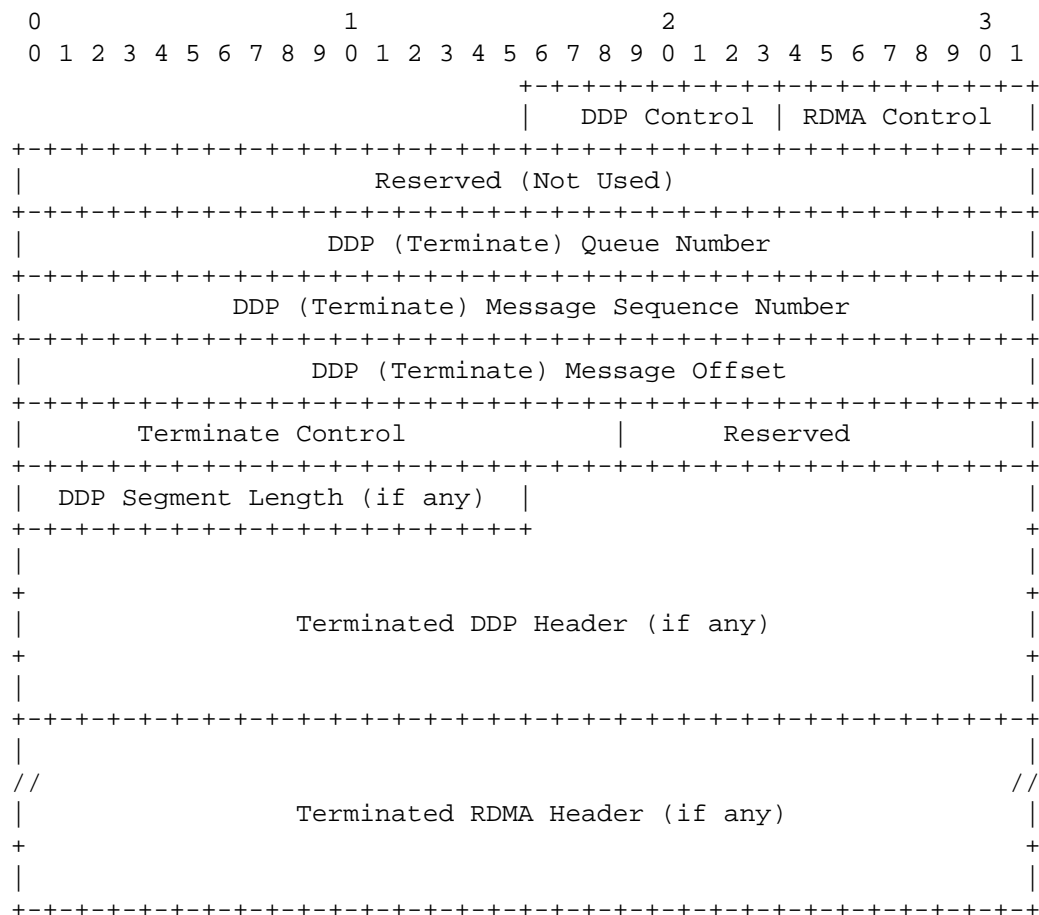 0                   1                   2                   3
 0 1 2 3 4 5 6 7 8 9 0 1 2 3 4 5 6 7 8 9 0 1 2 3 4 5 6 7 8 9 0 1
                                +-+-+-+-+-+-+-+-+-+-+-+-+-+-+-+-+
                                |   DDP Control | RDMA Control  |
+-+-+-+-+-+-+-+-+-+-+-+-+-+-+-+-+-+-+-+-+-+-+-+-+-+-+-+-+-+-+-+-+
|                      Reserved (Not Used)                      |
+-+-+-+-+-+-+-+-+-+-+-+-+-+-+-+-+-+-+-+-+-+-+-+-+-+-+-+-+-+-+-+-+
|                   DDP (Terminate) Queue Number                |
+-+-+-+-+-+-+-+-+-+-+-+-+-+-+-+-+-+-+-+-+-+-+-+-+-+-+-+-+-+-+-+-+
|             DDP (Terminate) Message Sequence Number           |
+-+-+-+-+-+-+-+-+-+-+-+-+-+-+-+-+-+-+-+-+-+-+-+-+-+-+-+-+-+-+-+-+
|                  DDP (Terminate) Message Offset               |
+-+-+-+-+-+-+-+-+-+-+-+-+-+-+-+-+-+-+-+-+-+-+-+-+-+-+-+-+-+-+-+-+
|       Terminate Control             |      Reserved           |
+-+-+-+-+-+-+-+-+-+-+-+-+-+-+-+-+-+-+-+-+-+-+-+-+-+-+-+-+-+-+-+-+
|  DDP Segment Length (if any)  |                               |
+-+-+-+-+-+-+-+-+-+-+-+-+-+-+-+-+                               +
|                                                               |
+                                                               +
|                 Terminated DDP Header (if any)                |
+                                                               +
|                                                               |
+-+-+-+-+-+-+-+-+-+-+-+-+-+-+-+-+-+-+-+-+-+-+-+-+-+-+-+-+-+-+-+-+
|                                                               |
//                                                             //
|                 Terminated RDMA Header (if any)               |
+                                                               +
|                                                               |
+-+-+-+-+-+-+-+-+-+-+-+-+-+-+-+-+-+-+-+-+-+-+-+-+-+-+-+-+-+-+-+-+